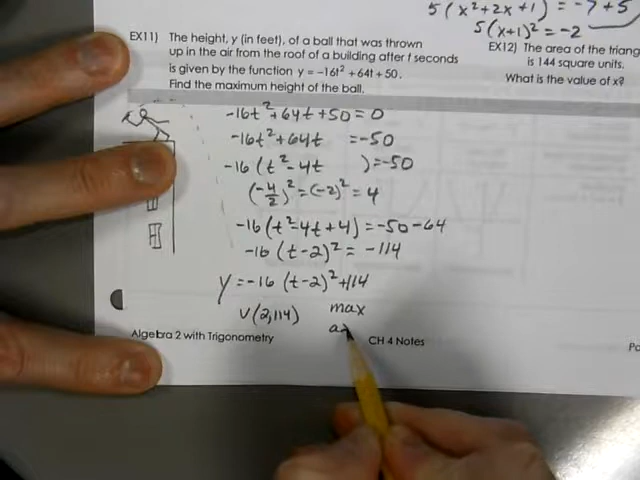 5(x²+2x+1) = -7+5
5(x+1)² = -2
EX11) The height, y (in feet), of a ball that was thrown
up in the air from the roof of a building after t seconds
is given by the function y = -16t² + 64t + 50.
Find the maximum height of the ball.
EX12) The area of the triang
is 144 square units.
What is the value of x?
-16t²+64t+50=0
-16t²+64t =-50
-16(t²-4t )=-50
(-4/2)²=(-2)²=4
-16(t²-4t+4)=-50-64
-16(t-2)²=-114
y=-16(t-2)²+114
V(2,114) max
Algebra 2 with Trigonometry
CH 4 Notes